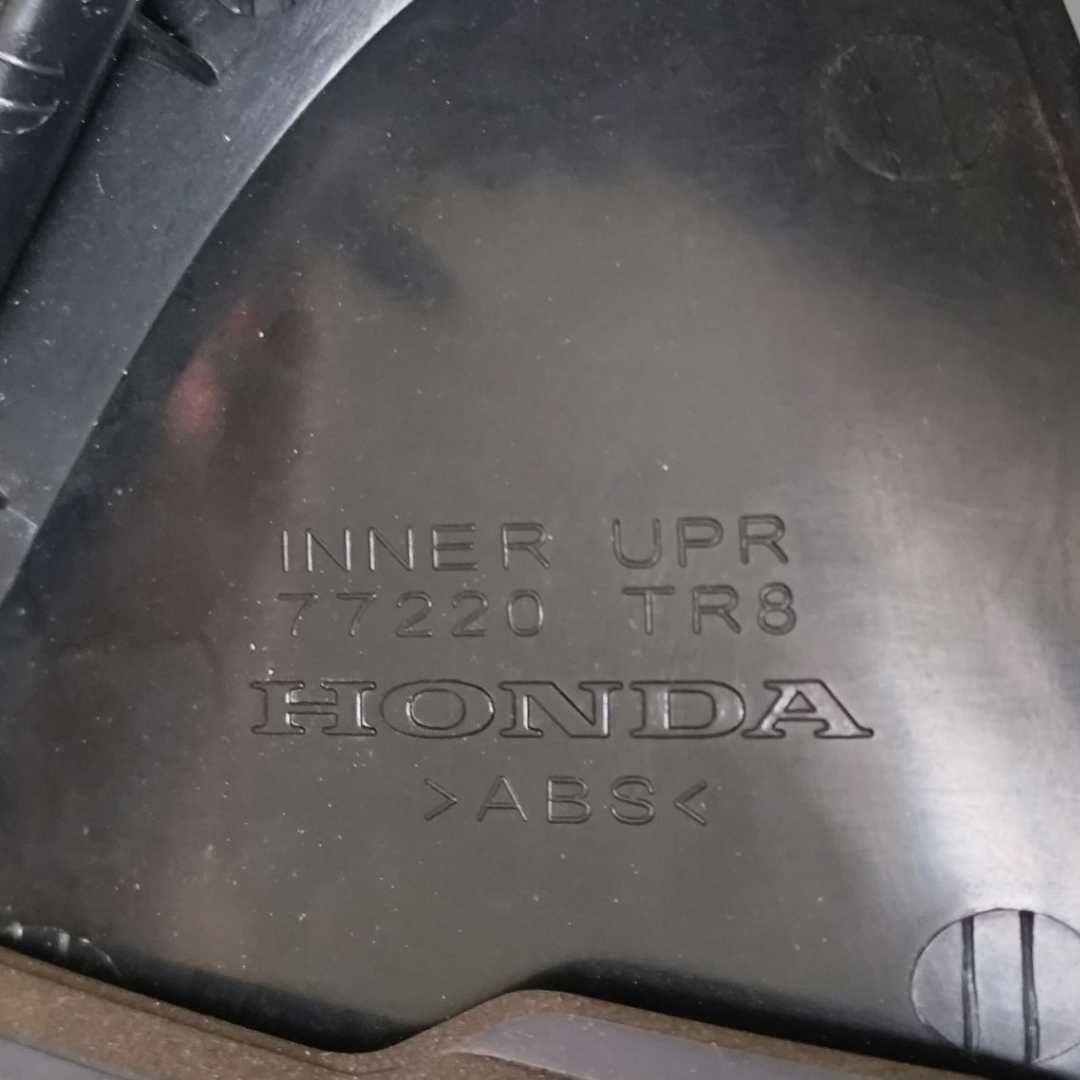 INNER UPR
77220 TR8
HONDA
>ABS<